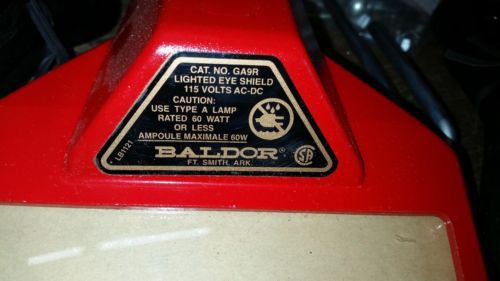 CAT. NO. GA9R
LIGHTED EYE SHIELD
115 VOLTS AC-DC
CAUTION:
USE TYPE A LAMP
RATED 60 WATT
OR LESS
AMPOULE MAXIMALE 60W
BALDOR®
FT. SMITH, ARK.
LB1121
SA